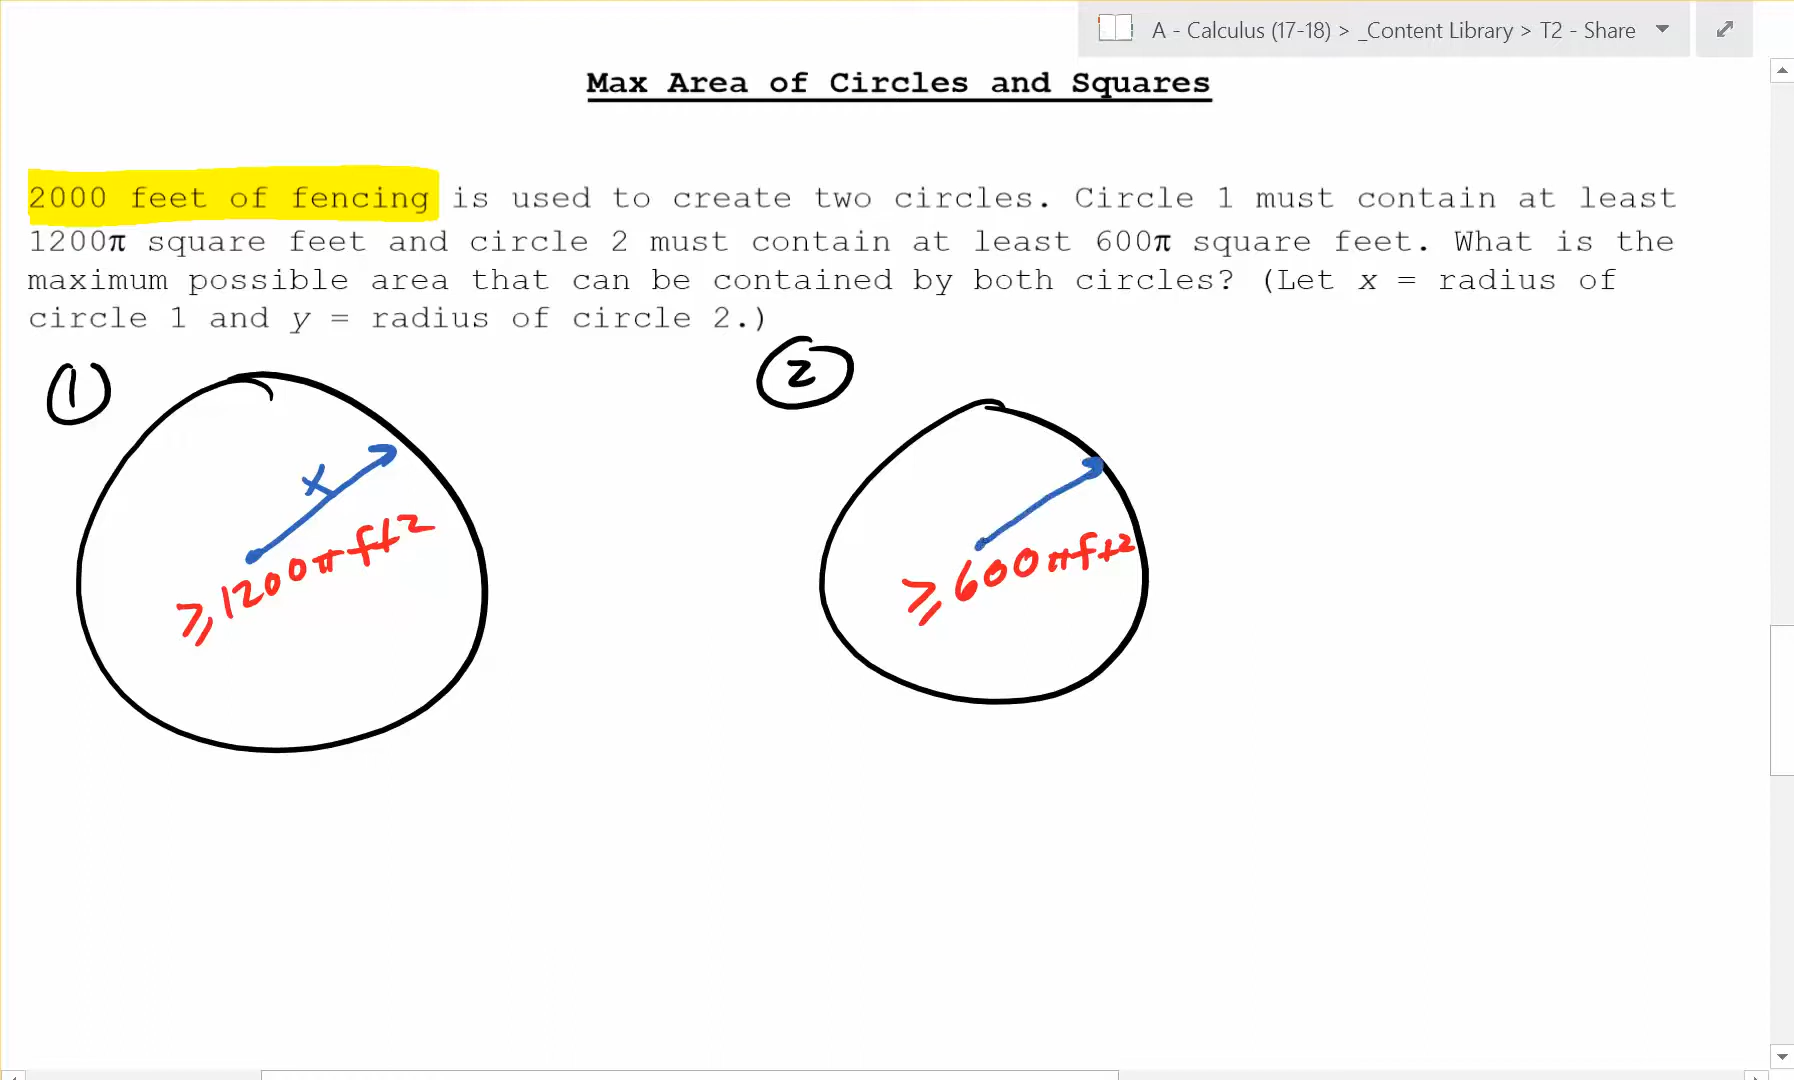 A - Calculus (17-18) > _Content Library > T2 - Share
Max Area of Circles and Squares
2000 feet of fencing is used to create two circles. Circle 1 must contain at least
1200π square feet and circle 2 must contain at least 600π square feet. What is the
maximum possible area that can be contained by both circles? (Let x = radius of
circle 1 and y = radius of circle 2.)
1
2
x
≥1200πft²
≥600πft²